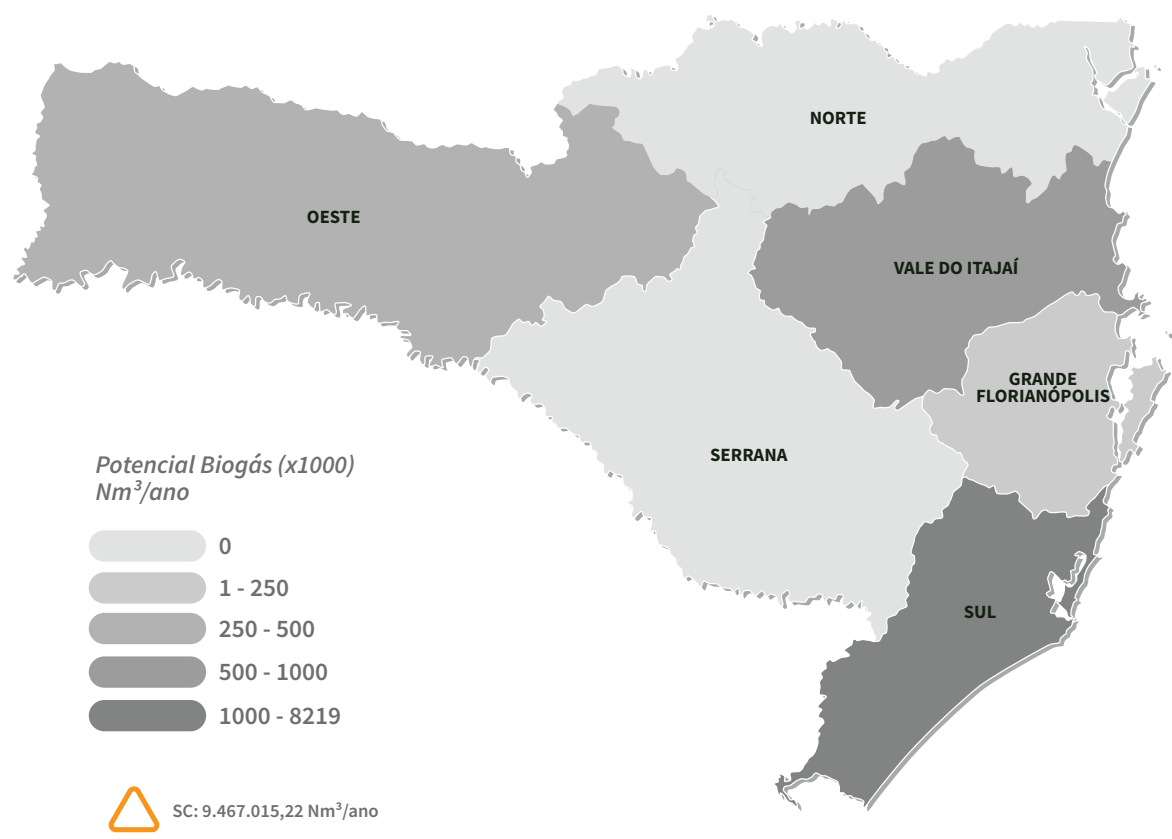 NORTE
OESTE
VALE DO ITAJAÍ
GRANDE
FLORIANÓPOLIS
SERRANA
SUL
Potencial Biogás (x1000)
Nm³/ano
0
1 - 250
250 - 500
500 - 1000
1000 - 8219
SC: 9.467.015,22 Nm³/ano